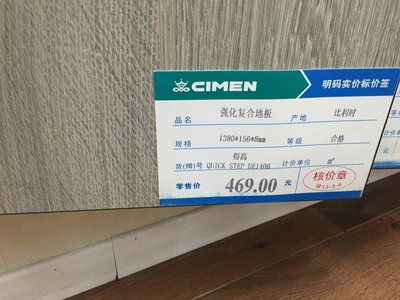 CIMEN 明码实价标价签
品名 强化复合地板 产地 比利时
规格 1380*156*8mm 等级 合格
得高
货(牌)号 QUICK STEP UE1406 计价单位 m²
零售价 469.00 元 核价章